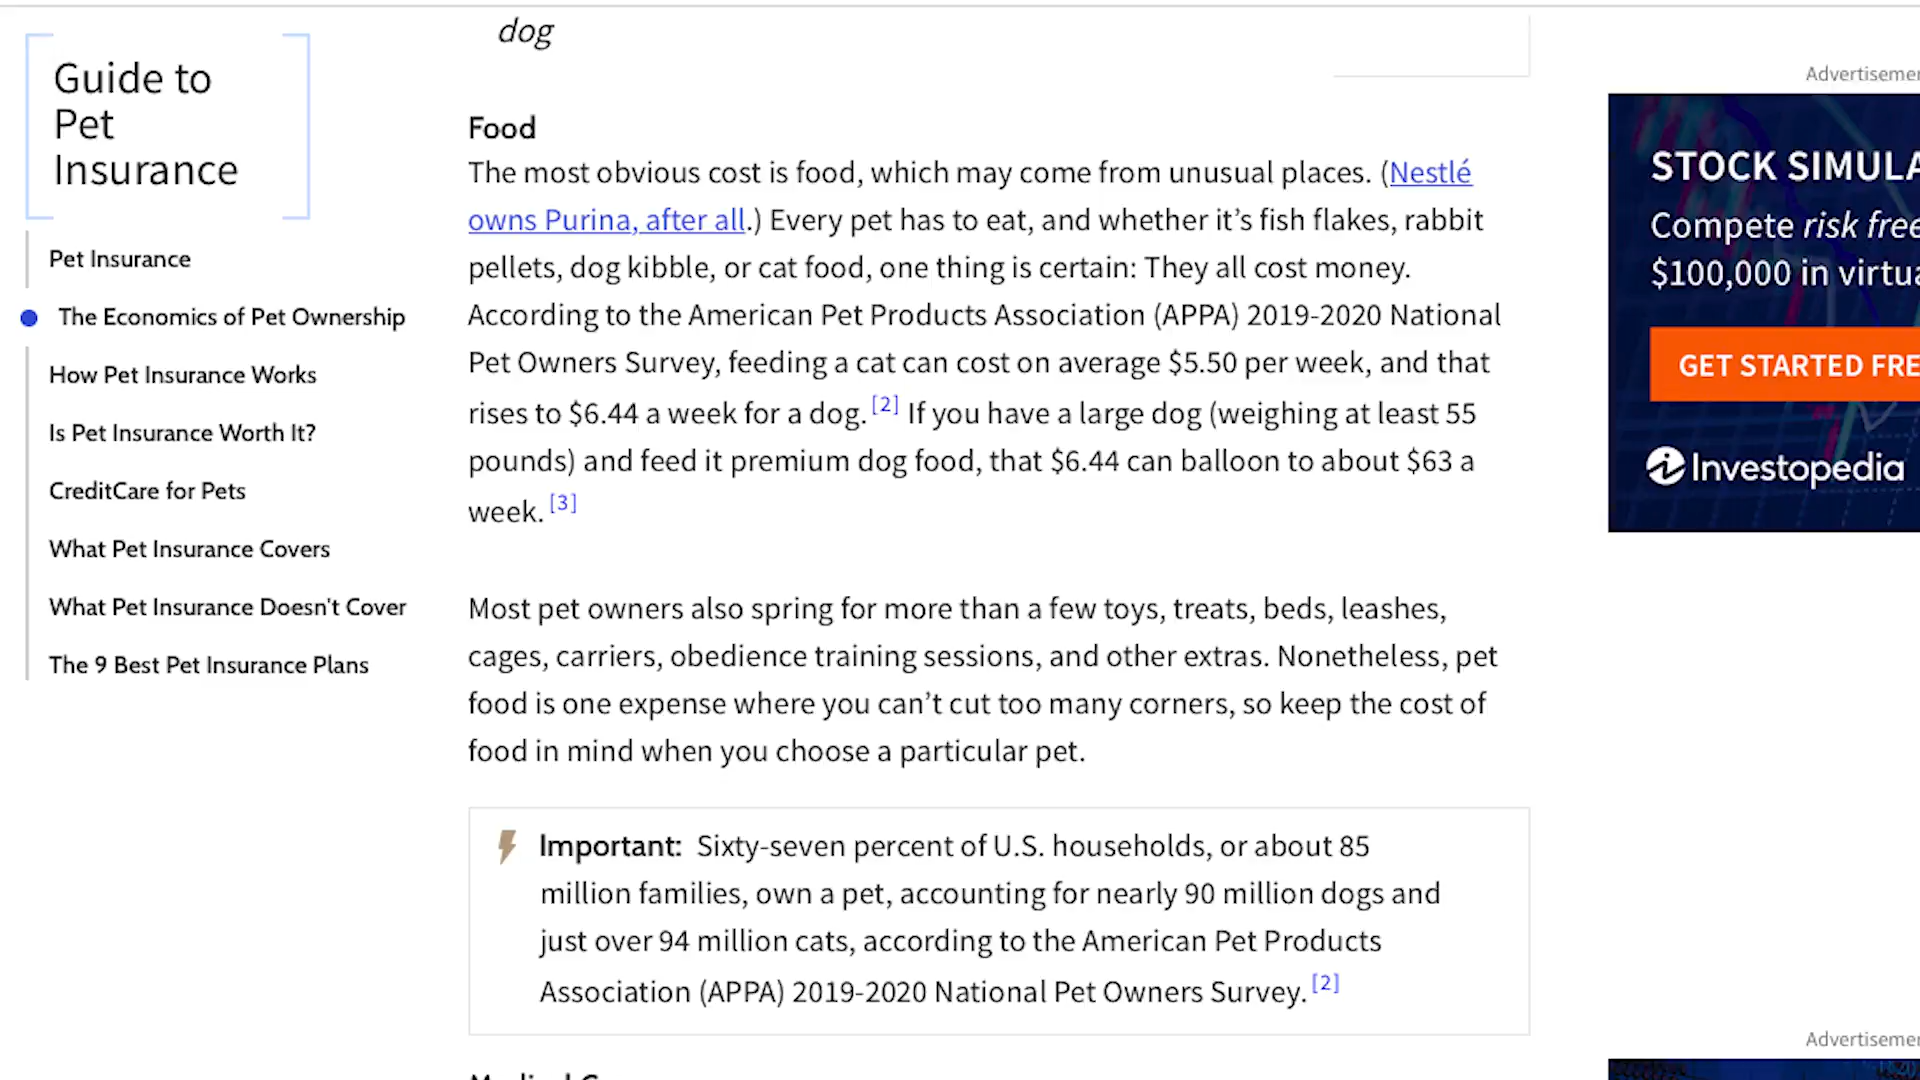 dog
Guide to
Pet
Insurance
Pet Insurance
The Economics of Pet Ownership
How Pet Insurance Works
Is Pet Insurance Worth It?
CreditCare for Pets
What Pet Insurance Covers
What Pet Insurance Doesn't Cover
The 9 Best Pet Insurance Plans
Food
The most obvious cost is food, which may come from unusual places. (Nestlé
owns Purina, after all.) Every pet has to eat, and whether it’s fish flakes, rabbit
pellets, dog kibble, or cat food, one thing is certain: They all cost money.
According to the American Pet Products Association (APPA) 2019-2020 National
Pet Owners Survey, feeding a cat can cost on average $5.50 per week, and that
rises to $6.44 a week for a dog. [2] If you have a large dog (weighing at least 55
pounds) and feed it premium dog food, that $6.44 can balloon to about $63 a
week. [3]
Most pet owners also spring for more than a few toys, treats, beds, leashes,
cages, carriers, obedience training sessions, and other extras. Nonetheless, pet
food is one expense where you can’t cut too many corners, so keep the cost of
food in mind when you choose a particular pet.
Important: Sixty-seven percent of U.S. households, or about 85
million families, own a pet, accounting for nearly 90 million dogs and
just over 94 million cats, according to the American Pet Products
Association (APPA) 2019-2020 National Pet Owners Survey. [2]
Advertisemen
STOCK SIMULA
Compete risk free
$100,000 in virtua
GET STARTED FRE
Investopedia
Advertisemen